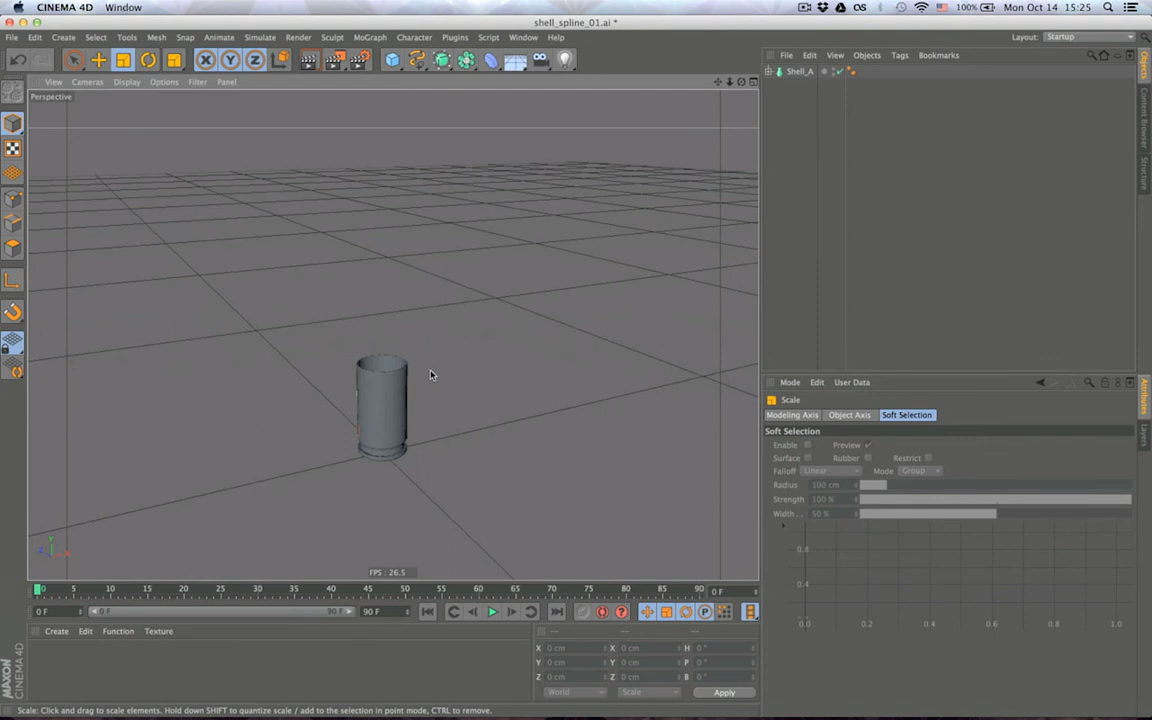 CINEMA 4D Window 100% Mon Oct 14 15:25
shell_spline_01.ai *
File Edit Create Select Tools Mesh Snap Animate Simulate Render Sculpt MoGraph Character Plugins Script Window Help Layout: Startup
X Y Z
File Edit View Objects Tags Bookmarks
Shell_A
View Cameras Display Options Filter Panel
Perspective
Objects
Content Browser
Structure
Mode Edit User Data
Scale
Modeling Axis Object Axis Soft Selection
Soft Selection
Enable Preview
Surface Rubber Restrict
Falloff Linear Mode Group
Radius 100 cm
Strength 100 %
Width . . 50 %
0.8
0.4
0.0 0.2 0.4 0.6 0.8 1.0
Attributes
Layers
Y
Z X
FPS : 26.5
0 5 10 15 20 25 30 35 40 45 50 55 60 65 70 75 80 85 90 0 F
0 F 0 F 90 F 90 F
Create Edit Function Texture
-- -- --
X 0 cm X 0 cm H 0 °
Y 0 cm Y 0 cm P 0 °
Z 0 cm Z 0 cm B 0 °
World Scale Apply
MAXON
CINEMA 4D
Scale: Click and drag to scale elements. Hold down SHIFT to quantize scale / add to the selection in point mode, CTRL to remove.